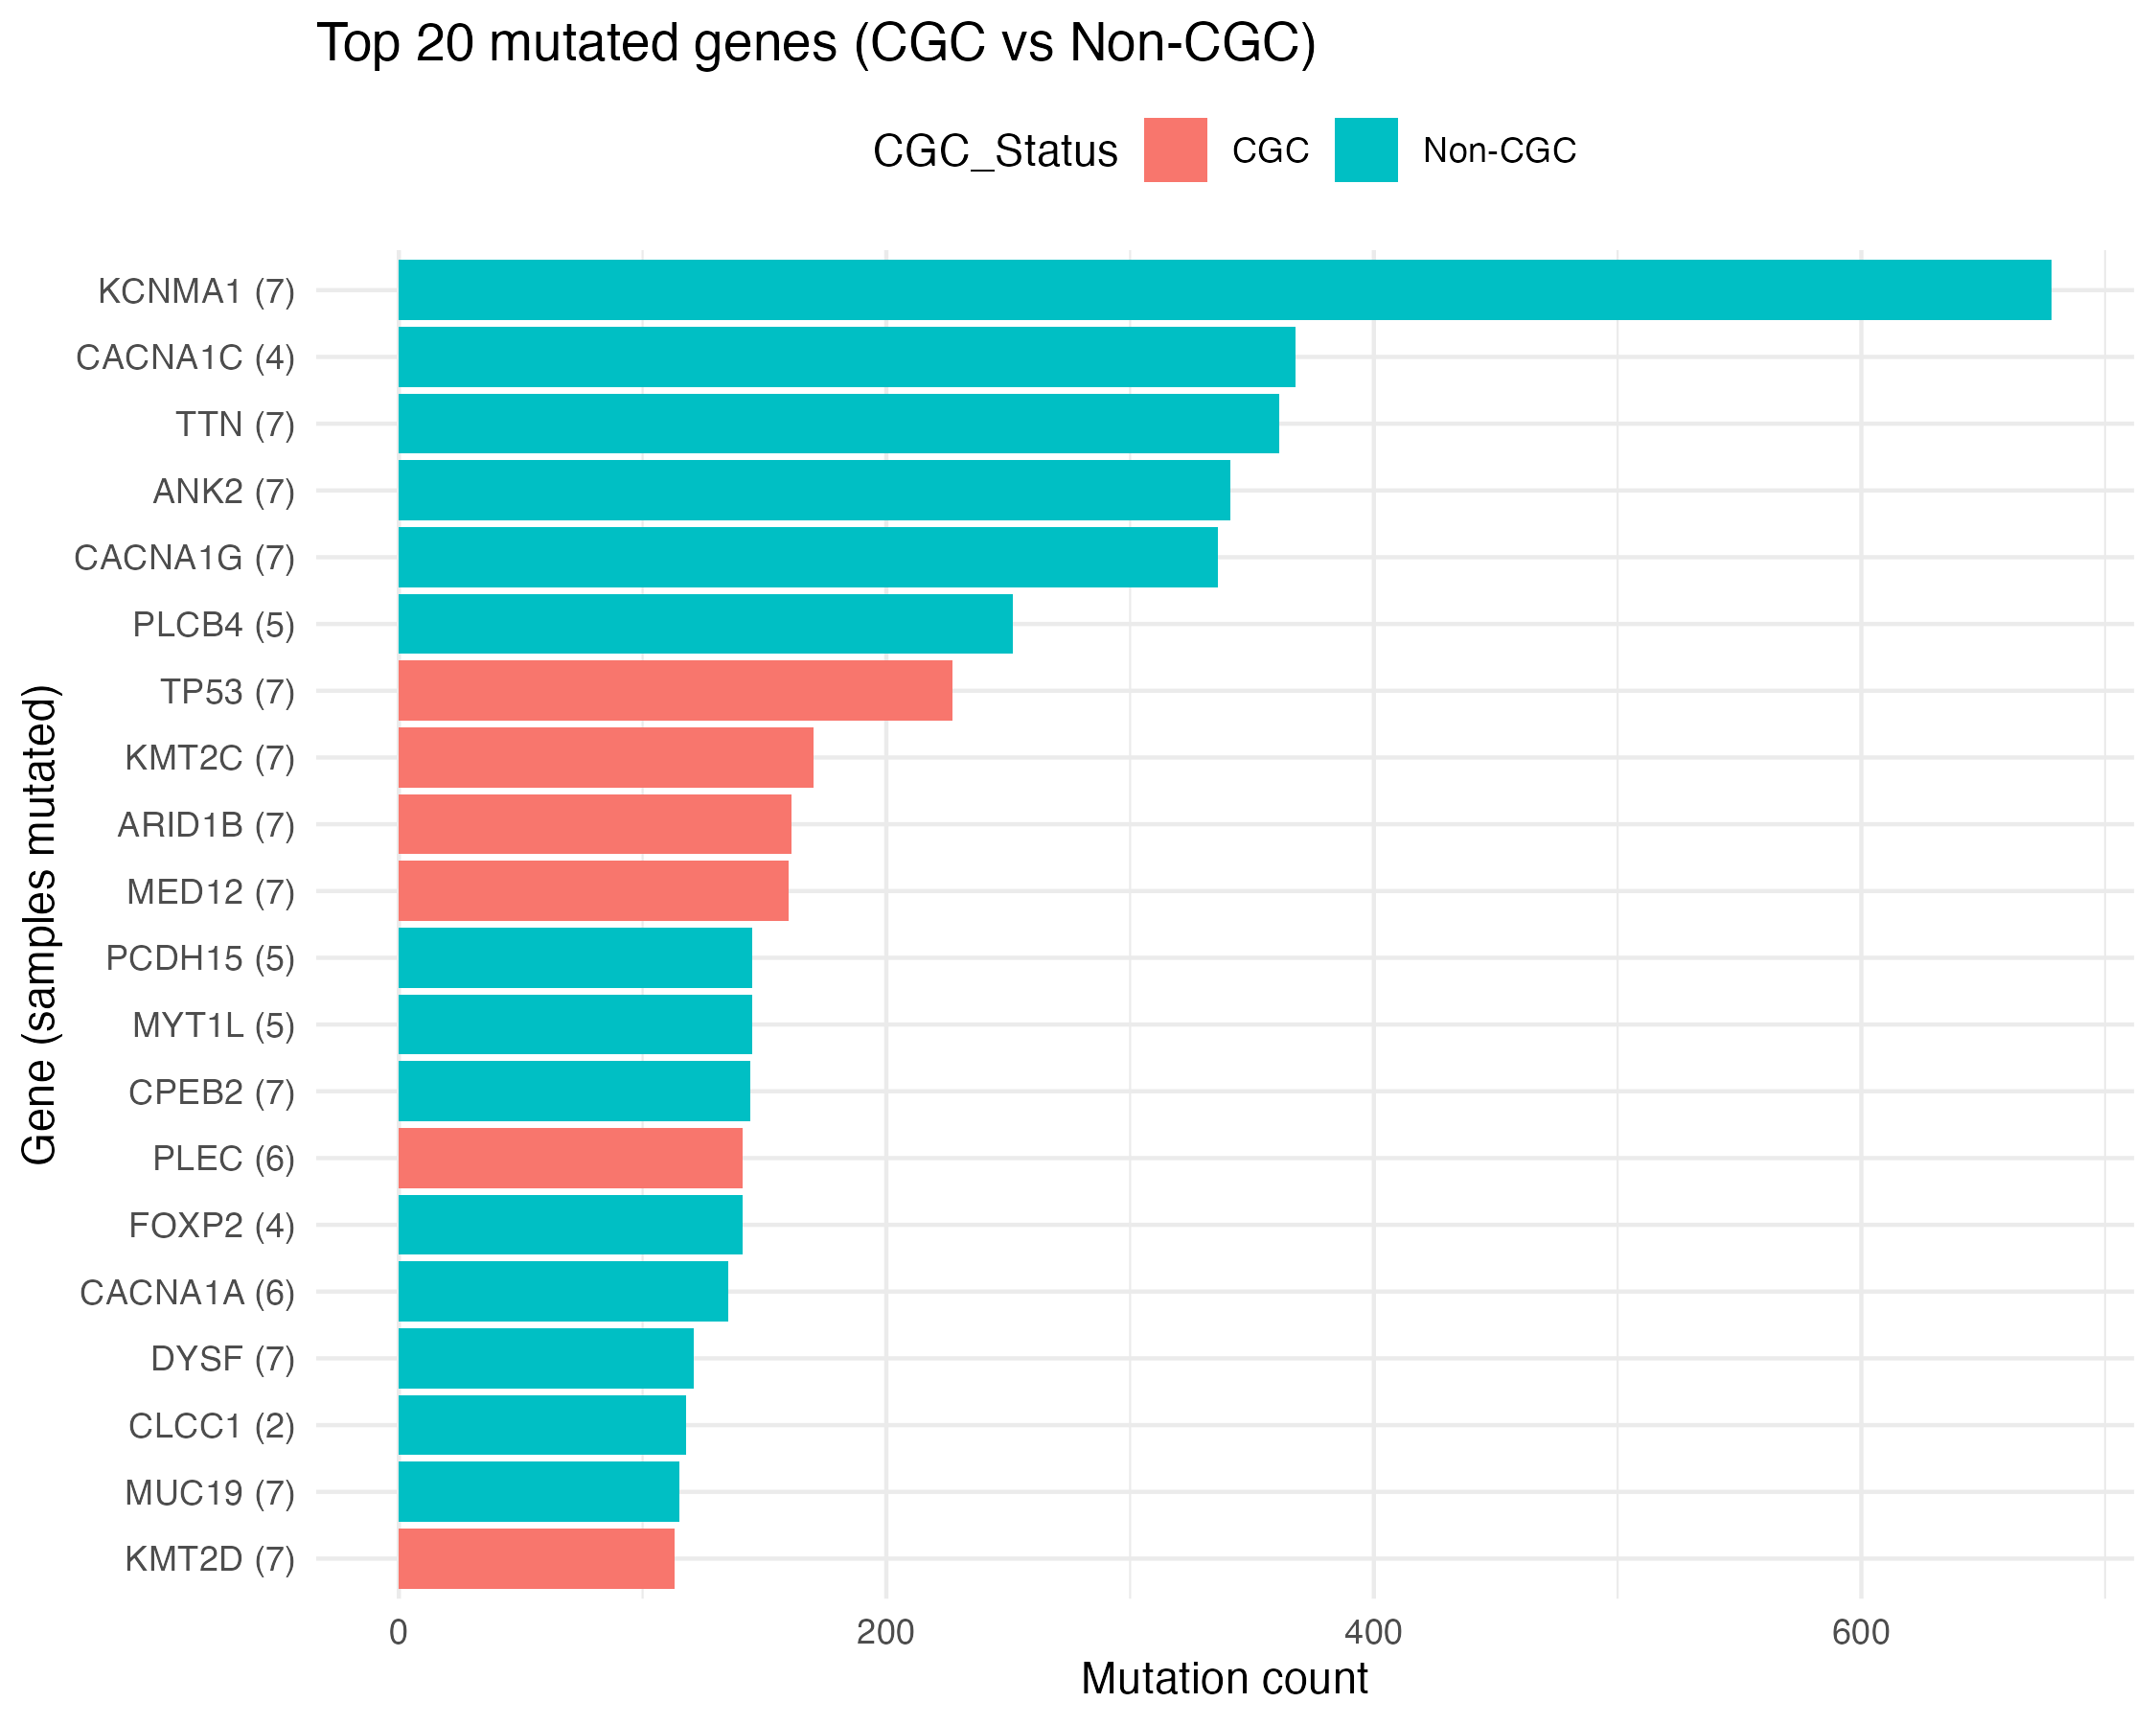 Top 20 mutated genes (CGC vs Non-CGC)
CGC_Status CGC Non-CGC
Gene (samples mutated)
KCNMA1 (7)
CACNA1C (4)
TTN (7)
ANK2 (7)
CACNA1G (7)
PLCB4 (5)
TP53 (7)
KMT2C (7)
ARID1B (7)
MED12 (7)
PCDH15 (5)
MYT1L (5)
CPEB2 (7)
PLEC (6)
FOXP2 (4)
CACNA1A (6)
DYSF (7)
CLCC1 (2)
MUC19 (7)
KMT2D (7)
0 200 400 600
Mutation count